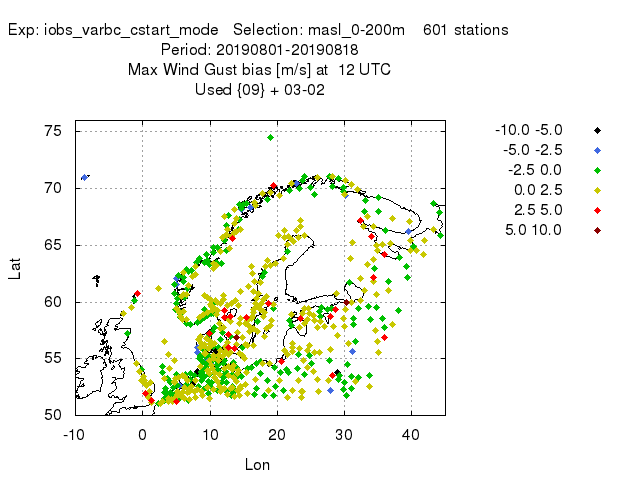 Exp: iobs_varbc_cstart_mode Selection: masl_0-200m 601 stations
Period: 20190801-20190818
Max Wind Gust bias [m/s] at 12 UTC
Used {09} + 03-02
75
70
65
60
55
50
-10 0 10 20 30 40
Lat
Lon
-10.0 -5.0
-5.0 -2.5
-2.5 0.0
0.0 2.5
2.5 5.0
5.0 10.0